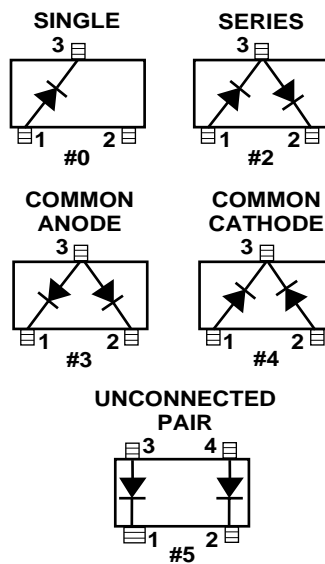 SINGLE
3
1 2
#0
SERIES
3
1 2
#2
COMMON
ANODE
3
1 2
#3
COMMON
CATHODE
3
1 2
#4
UNCONNECTED
PAIR
3 4
1 2
#5